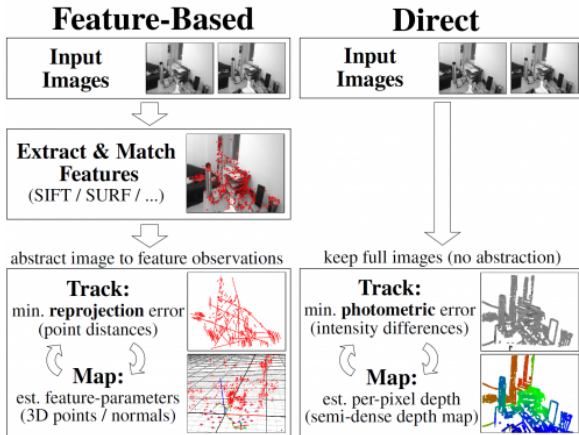 Feature-Based
Input
Images
Extract & Match
Features
(SIFT / SURF / ...)
abstract image to feature observations
Track:
min. reprojection error
(point distances)
Map:
est. feature-parameters
(3D points / normals)
Direct
Input
Images
keep full images (no abstraction)
Track:
min. photometric error
(intensity differences)
Map:
est. per-pixel depth
(semi-dense depth map)